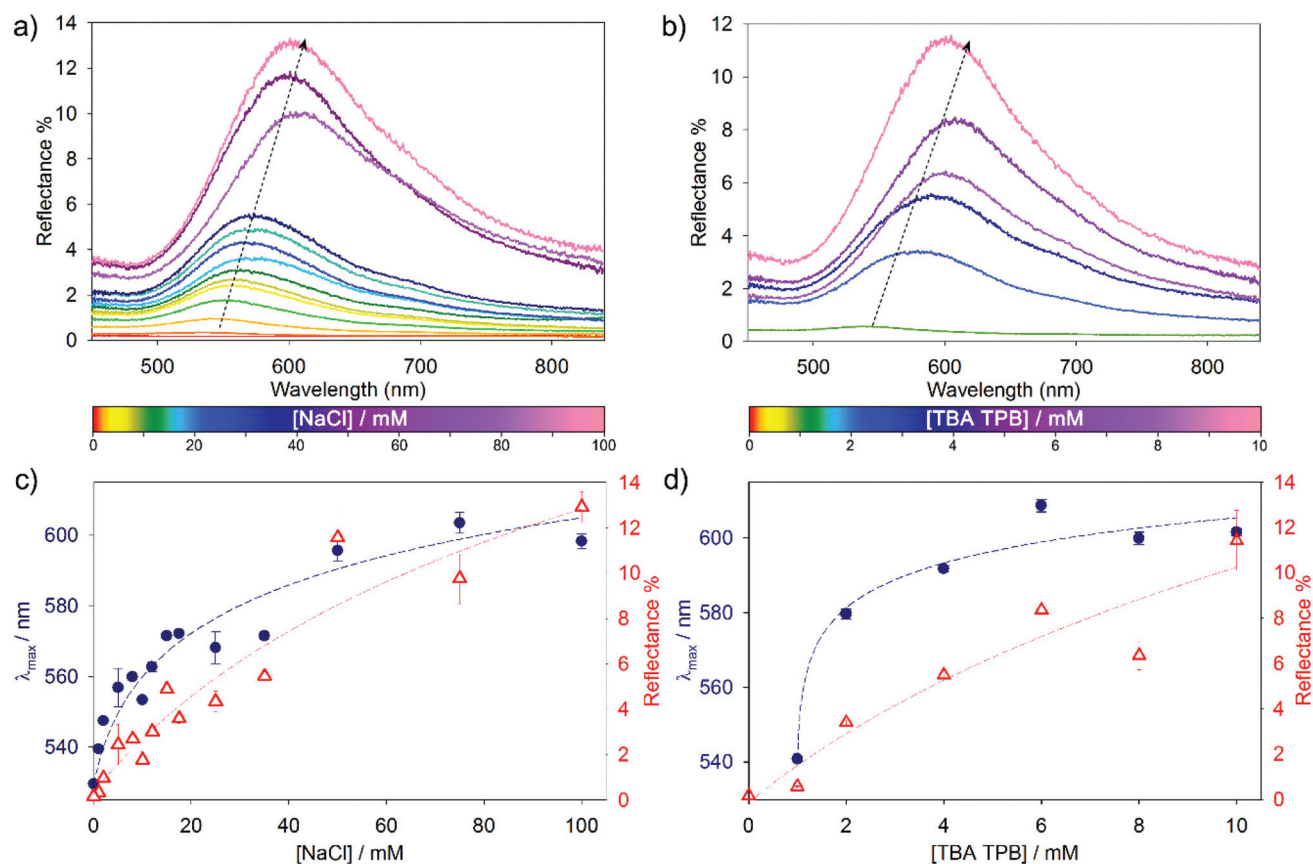 a)
14
12
10
8
6
4
2
0
Reflectance %
500 600 700 800
Wavelength (nm)
[NaCl] / mM
0 20 40 60 80 100
b)
12
10
8
6
4
2
0
Reflectance %
500 600 700 800
Wavelength (nm)
[TBA TPB] / mM
0 2 4 6 8 10
c)
600
580
560
540
λmax / nm
14
12
10
8
6
4
2
0
Reflectance %
0 20 40 60 80 100
[NaCl] / mM
d)
600
580
560
540
λmax / nm
14
12
10
8
6
4
2
0
Reflectance %
0 2 4 6 8 10
[TBA TPB] / mM